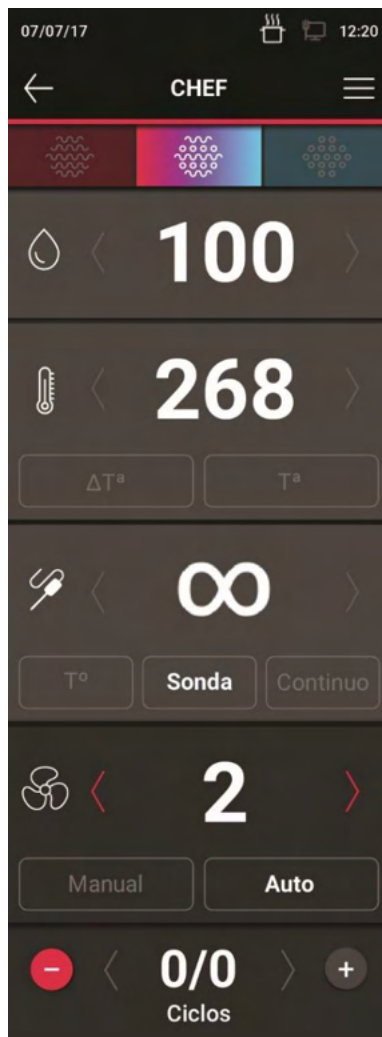 07/07/17 12:20
CHEF
100
268
ΔTª Tª
∞
Tº Sonda Continuo
2
Manual Auto
− 0/0 +
Ciclos